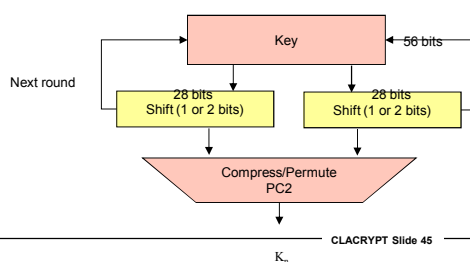 Key
56 bits
Next round
28 bits
Shift (1 or 2 bits)
28 bits
Shift (1 or 2 bits)
Compress/Permute
PC2
CLACRYPT Slide 45
Kn